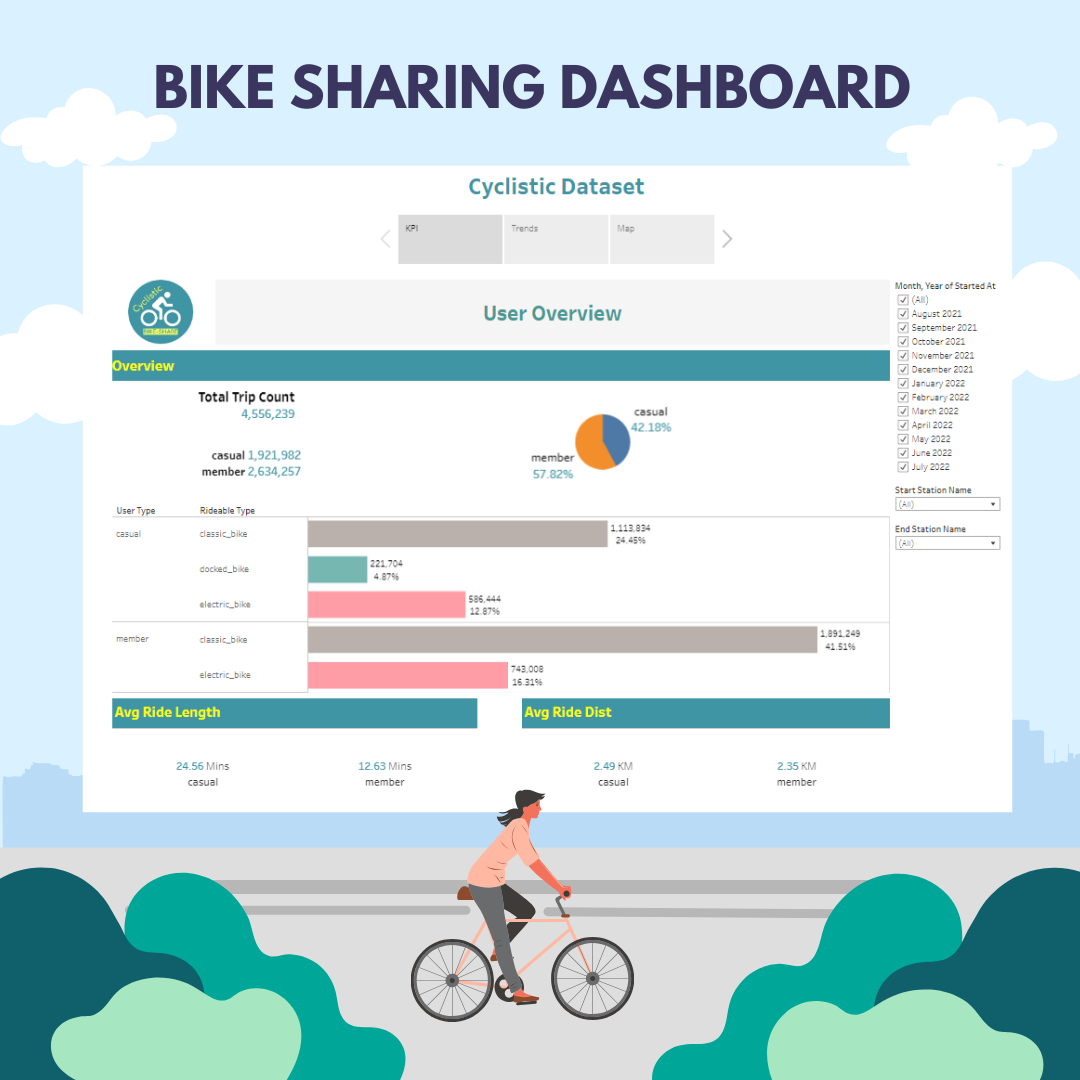 BIKE SHARING DASHBOARD
Cyclistic Dataset
KPI
Trends
Map
Cyclistic
BIKE-SHARE
User Overview
Overview
Total Trip Count
4,556,239
casual 1,921,982
member 2,634,257
casual
42.18%
member
57.82%
User Type
Rideable Type
casual
classic_bike
1,113,834
24.45%
docked_bike
221,704
4.87%
electric_bike
586,444
12.87%
member
classic_bike
1,891,249
41.51%
electric_bike
743,008
16.31%
Avg Ride Length
Avg Ride Dist
24.56 Mins
casual
12.63 Mins
member
2.49 KM
casual
2.35 KM
member
Month, Year of Started At
(All)
August 2021
September 2021
October 2021
November 2021
December 2021
January 2022
February 2022
March 2022
April 2022
May 2022
June 2022
July 2022
Start Station Name
(All)
End Station Name
(All)